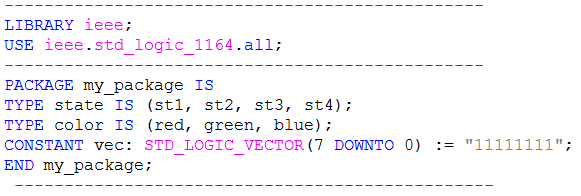 ------------------------------------------------
LIBRARY ieee;
USE ieee.std_logic_1164.all;
------------------------------------------------
PACKAGE my_package IS
TYPE state IS (st1, st2, st3, st4);
TYPE color IS (red, green, blue);
CONSTANT vec: STD_LOGIC_VECTOR(7 DOWNTO 0) := "11111111";
END my_package;
------------------------------------------------